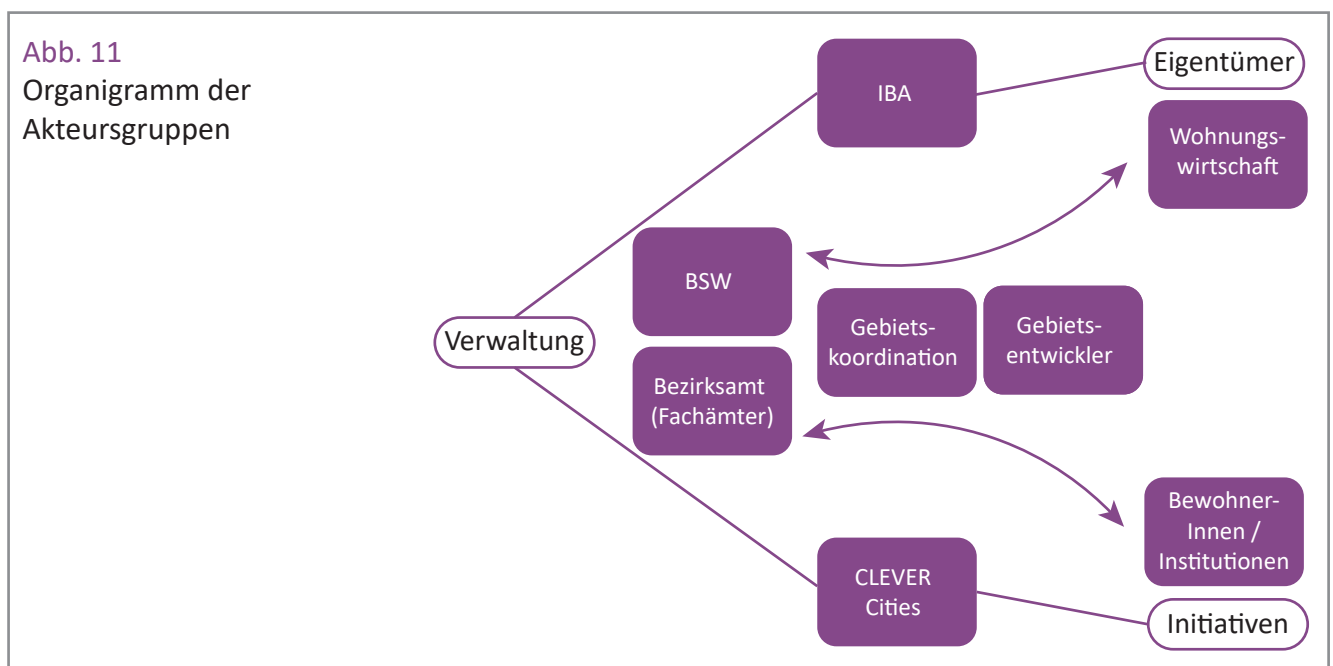 Abb. 11
Organigramm der
Akteursgruppen
IBA
Eigentümer
Wohnungs-
wirtschaft
BSW
Verwaltung
Gebiets-
koordination
Gebiets-
entwickler
Bezirksamt
(Fachämter)
Bewohner-
Innen /
Institutionen
CLEVER
Cities
Initiativen